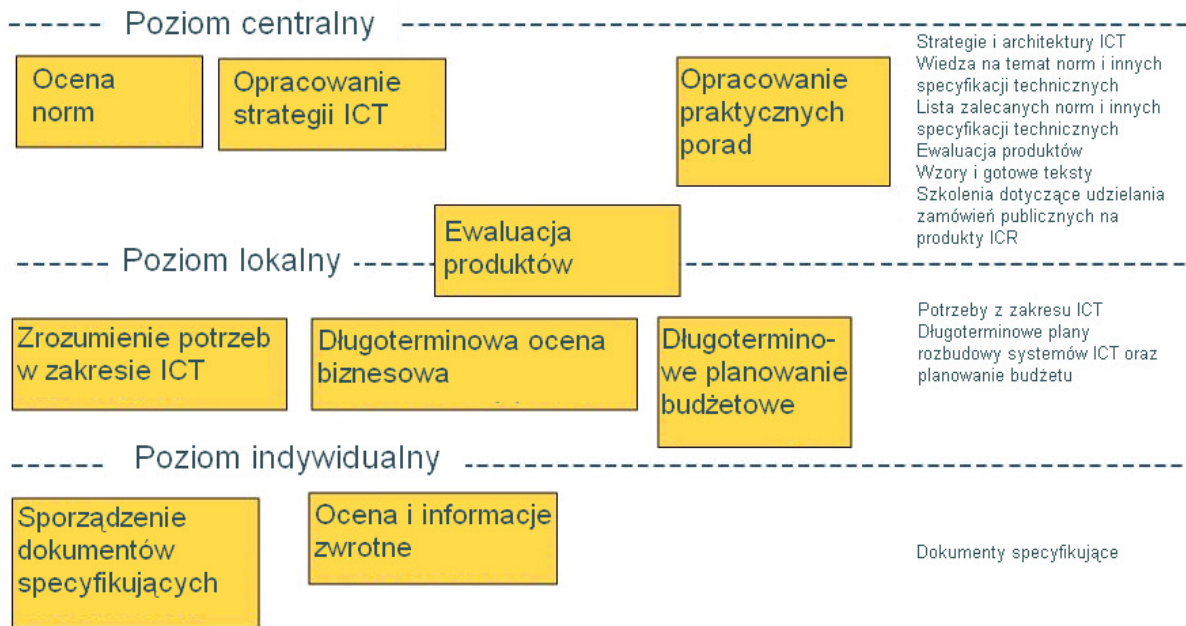 Poziom centralny
Ocena
norm
Opracowanie
strategii ICT
Opracowanie
praktycznych
porad
Strategie i architektury ICT
Wiedza na temat norm i innych
specyfikacji technicznych
Lista zalecanych norm i innych
specyfikacji technicznych
Ewaluacja produktów
Wzory i gotowe teksty
Szkolenia dotyczące udzielania
zamówień publicznych na
produkty ICR
Ewaluacja
produktów
Poziom lokalny
Zrozumienie potrzeb
w zakresie ICT
Długoterminowa ocena
biznesowa
Długotermino-
we planowanie
budżetowe
Potrzeby z zakresu ICT
Długoterminowe plany
rozbudowy systemów ICT oraz
planowanie budżetu
Poziom indywidualny
Sporządzenie
dokumentów
specyfikujących
Ocena i informacje
zwrotne
Dokumenty specyfikujące